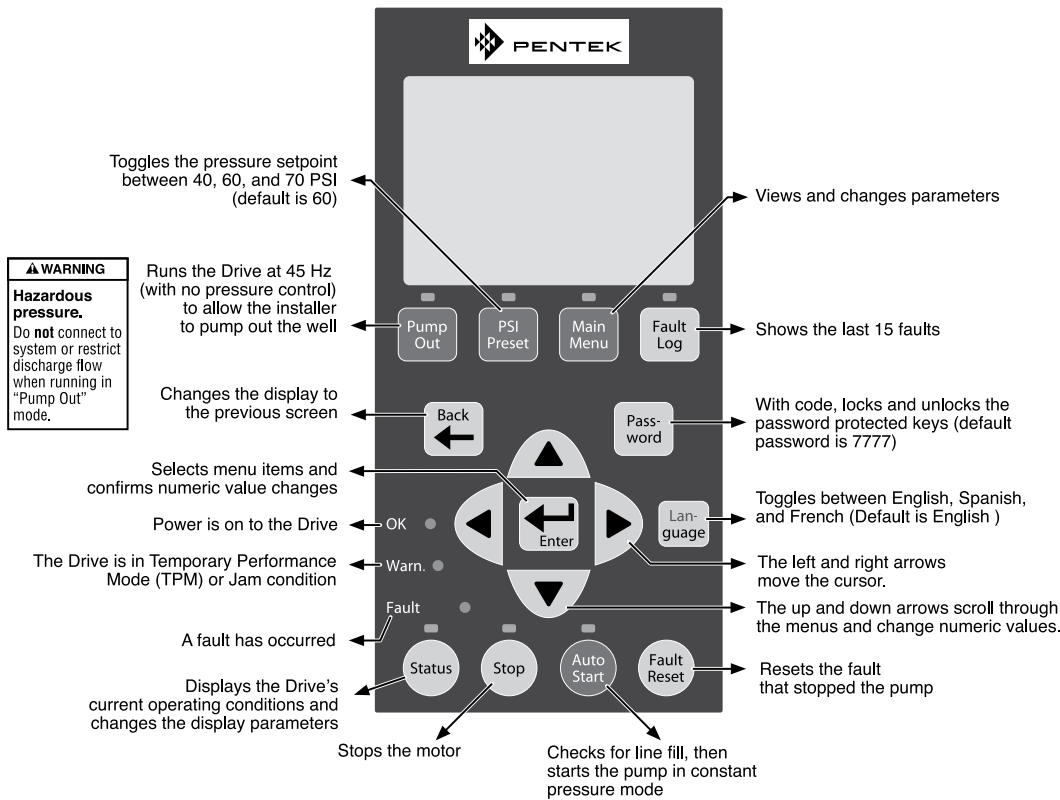 PENTEK
Toggles the pressure setpoint
between 40, 60, and 70 PSI
(default is 60)
Views and changes parameters
⚠ WARNING
Hazardous
pressure.
Do not connect to
system or restrict
discharge flow
when running in
“Pump Out”
mode.
Runs the Drive at 45 Hz
(with no pressure control)
to allow the installer
to pump out the well
Pump
Out
PSI
Preset
Main
Menu
Fault
Log
Shows the last 15 faults
Changes the display to
the previous screen
Back
Pass-
word
With code, locks and unlocks the
password protected keys (default
password is 7777)
Selects menu items and
confirms numeric value changes
Enter
Lan-
guage
Toggles between English, Spanish,
and French (Default is English )
Power is on to the Drive
OK
The Drive is in Temporary Performance
Mode (TPM) or Jam condition
Warn.
The left and right arrows
move the cursor.
Fault
The up and down arrows scroll through
the menus and change numeric values.
A fault has occurred
Status
Stop
Auto
Start
Fault
Reset
Resets the fault
that stopped the pump
Displays the Drive’s
current operating conditions and
changes the display parameters
Stops the motor
Checks for line fill, then
starts the pump in constant
pressure mode